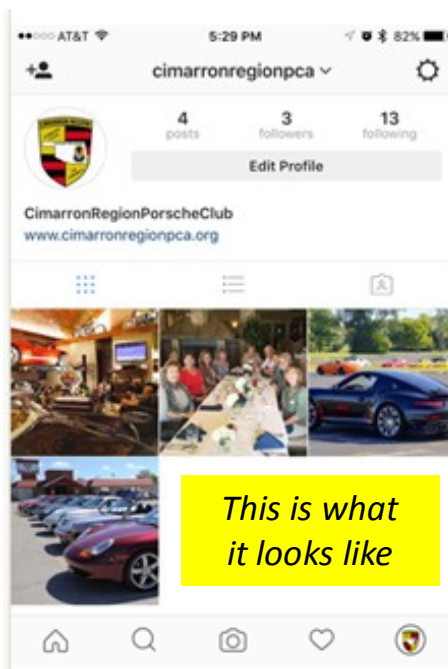 AT&T 5:29 PM 82%
cimarronregionpca
4 3 13
posts followers following
Edit Profile
CimarronRegionPorscheClub
www.cimarronregionpca.org
This is what
it looks like